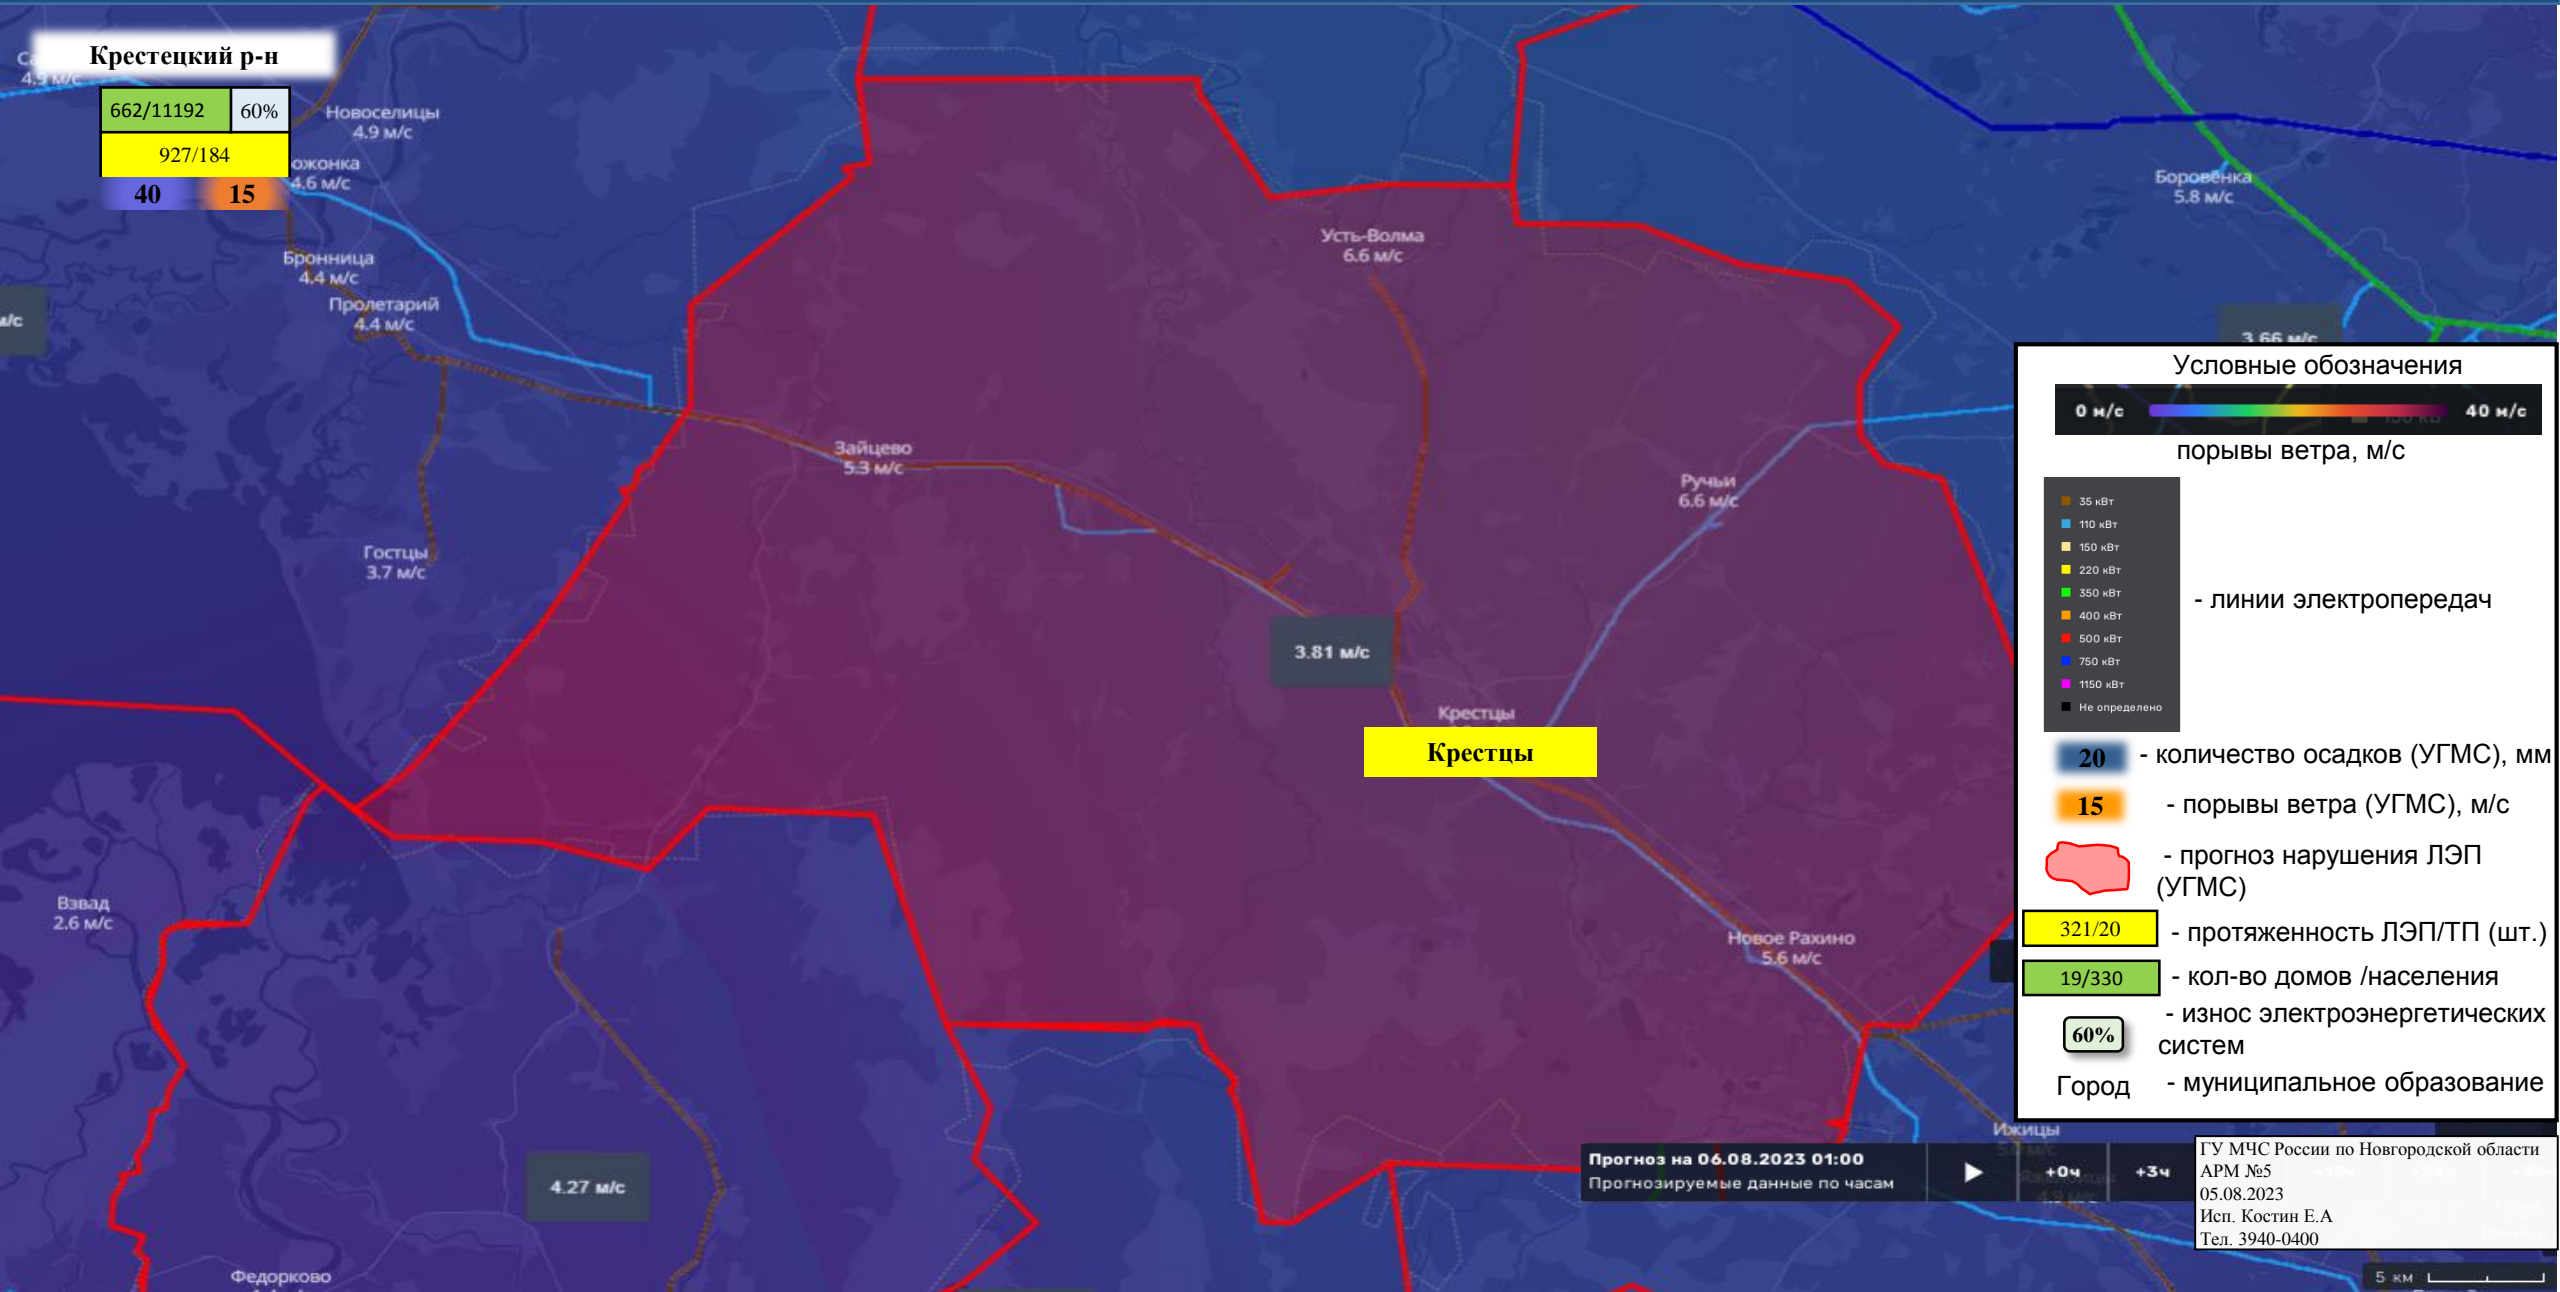 Крестецкий р-н
4.9 м/с
662/11192 60%
927/184
40 15
Новоселицы
4.9 м/с
ожонка
4.6 м/с
Бронница
4.4 м/с
Пролетарий
4.4 м/с
м/с
Гостцы
3.7 м/с
Зайцево
5.3 м/с
Усть-Волма
6.6 м/с
Боровёнка
5.8 м/с
Ручьи
6.6 м/с
3.66 м/с
3.81 м/с
Крестцы
Крестцы
Новое Рахино
5.6 м/с
Взвад
2.6 м/с
4.27 м/с
Федорково
Ижицы
Условные обозначения
0 м/с 40 м/с
порывы ветра, м/с
35 кВт
110 кВт
150 кВт
220 кВт
350 кВт
400 кВт
500 кВт
750 кВт
1150 кВт
Не определено
- линии электропередач
20 - количество осадков (УГМС), мм
15 - порывы ветра (УГМС), м/с
- прогноз нарушения ЛЭП
(УГМС)
321/20 - протяженность ЛЭП/ТП (шт.)
19/330 - кол-во домов /населения
60% - износ электроэнергетических
систем
Город - муниципальное образование
Прогноз на 06.08.2023 01:00
Прогнозируемые данные по часам
+0ч +3ч
ГУ МЧС России по Новгородской области
АРМ №5
05.08.2023
Исп. Костин Е.А
Тел. 3940-0400
5 км